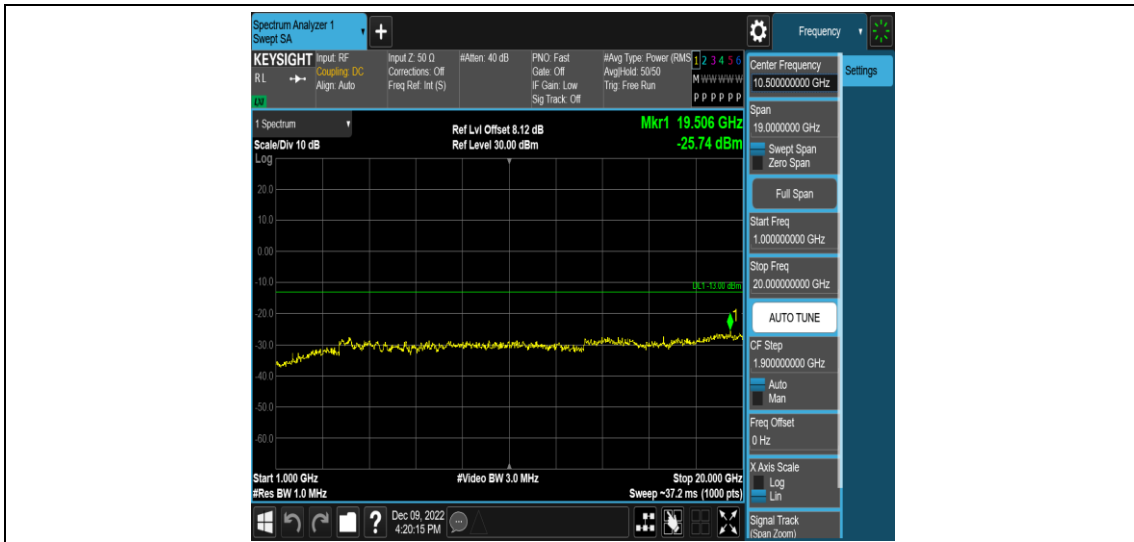 Spectrum Analyzer 1
Swept SA
+
Frequency
KEYSIGHT
RL
LXI
Input: RF
Coupling: DC
Align: Auto
Input Z: 50 Ω
Corrections: Off
Freq Ref: Int (S)
#Atten: 40 dB
PNO: Fast
Gate: Off
IF Gain: Low
Sig Track: Off
#Avg Type: Power (RMS
Avg|Hold: 50/50
Trig: Free Run
1 2 3 4 5 6
M W W W W W
P P P P P P
Center Frequency
10.500000000 GHz
Settings
1 Spectrum
Scale/Div 10 dB
Ref Lvl Offset 8.12 dB
Ref Level 30.00 dBm
Mkr1 19.506 GHz
-25.74 dBm
Span
19.0000000 GHz
Swept Span
Zero Span
Full Span
Start Freq
1.000000000 GHz
Stop Freq
20.000000000 GHz
AUTO TUNE
CF Step
1.900000000 GHz
Auto
Man
Freq Offset
0 Hz
X Axis Scale
Log
Lin
Signal Track
(Span Zoom)
Log
20.0
10.0
0.00
-10.0
DL1 -13.00 dBm
-20.0
1
-30.0
-40.0
-50.0
-60.0
Start 1.000 GHz
#Video BW 3.0 MHz
Stop 20.000 GHz
#Res BW 1.0 MHz
Sweep ~37.2 ms (1000 pts)
?
Dec 09, 2022
4:20:15 PM